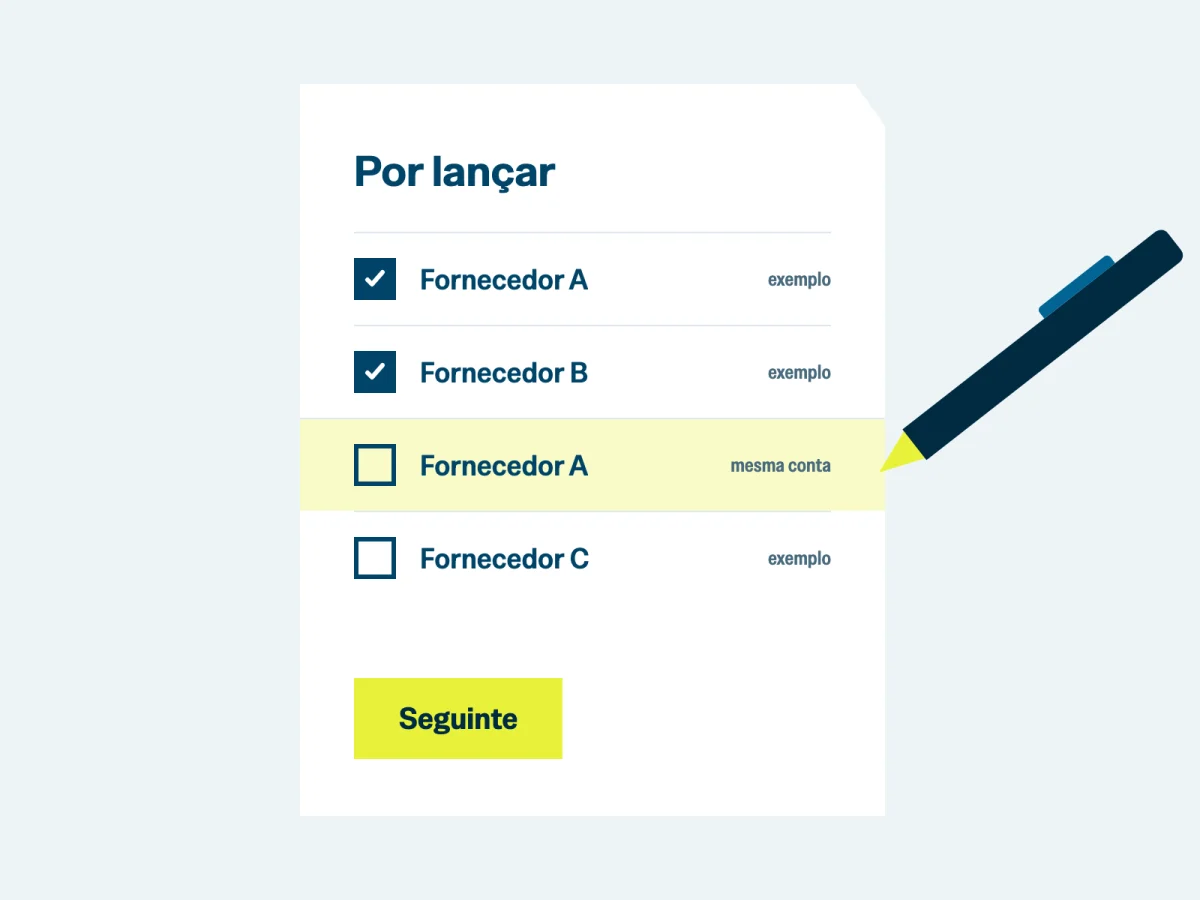 Por lançar
Fornecedor A exemplo
Fornecedor B exemplo
Fornecedor A mesma conta
Fornecedor C exemplo
Seguinte